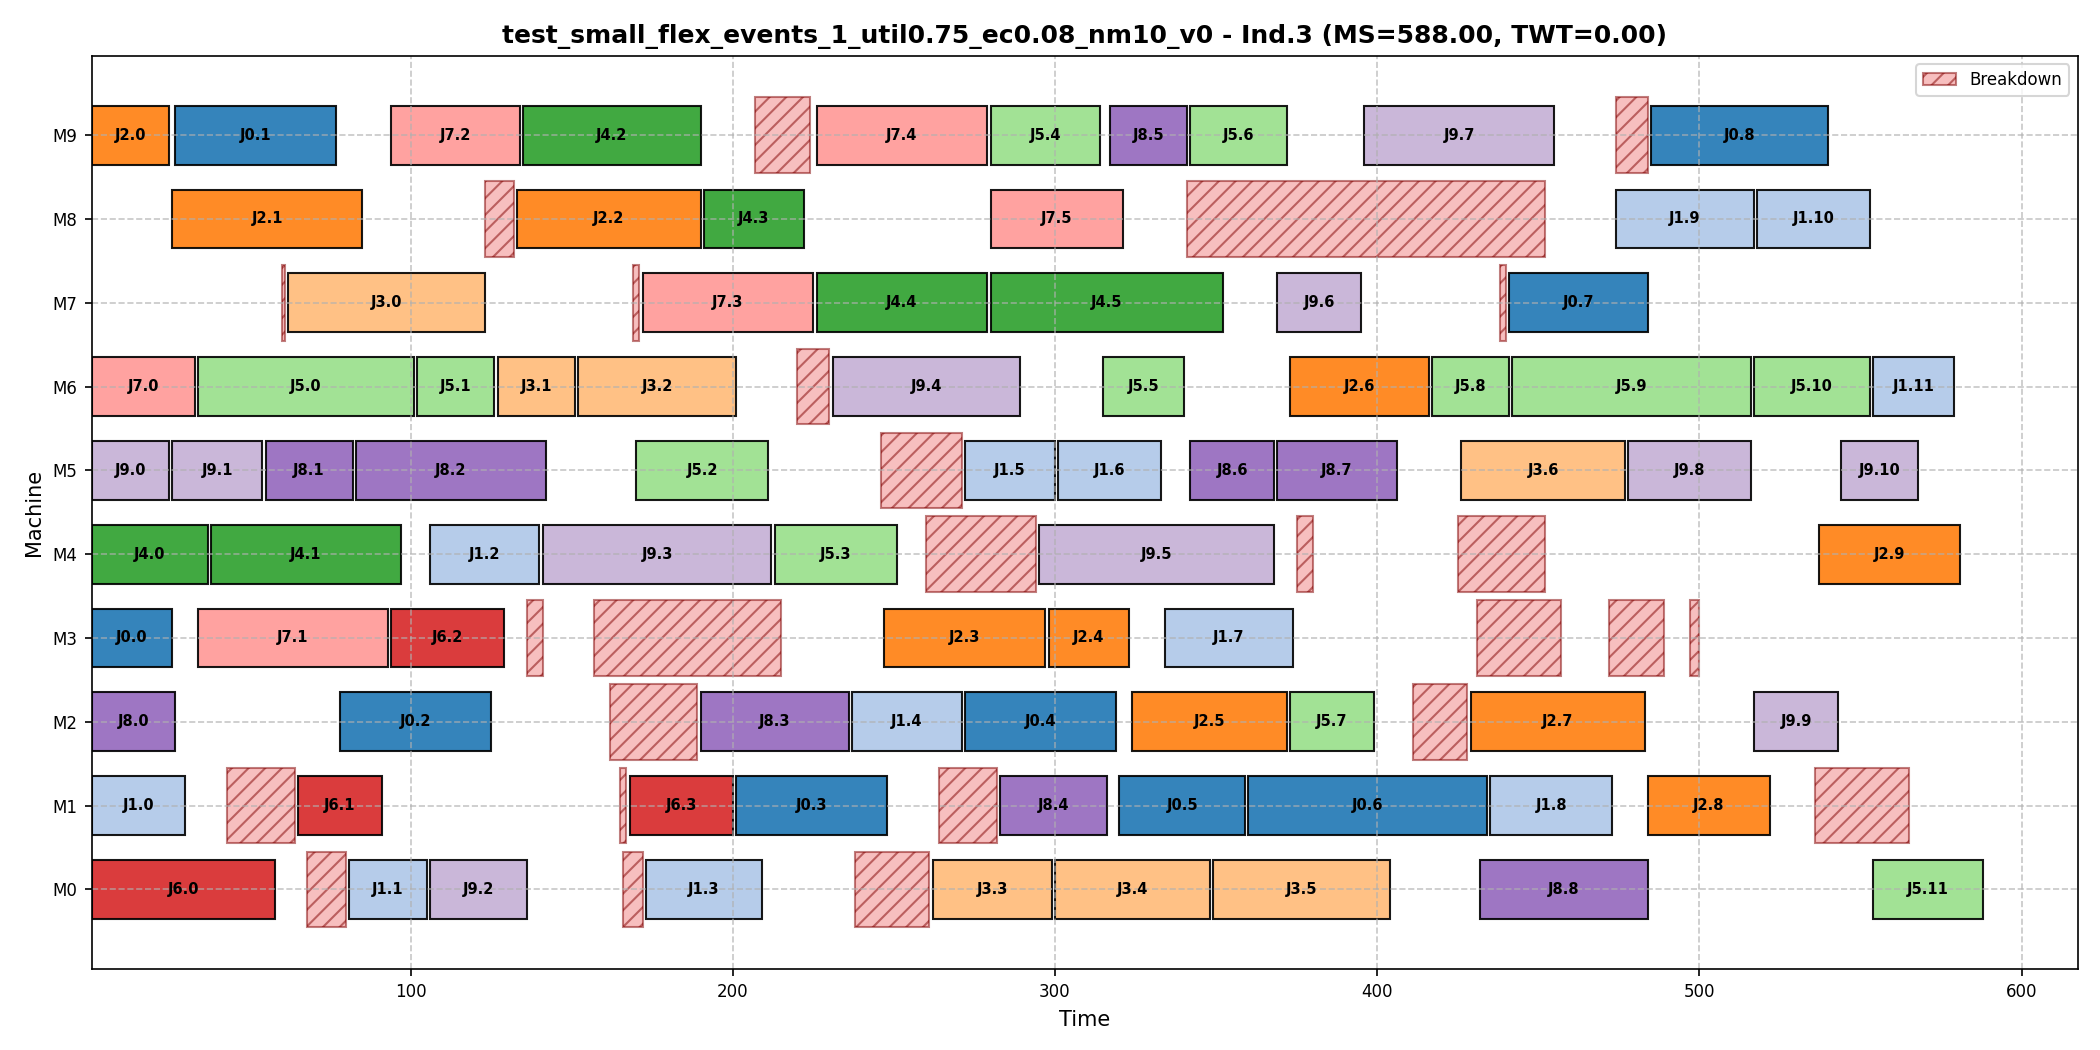 test_small_flex_events_1_util0.75_ec0.08_nm10_v0 - Ind.3 (MS=588.00, TWT=0.00)
Breakdown
M9 J2.0 J0.1 J7.2 J4.2 J7.4 J5.4 J8.5 J5.6 J9.7 J0.8
M8 J2.1 J2.2 J4.3 J7.5 J1.9 J1.10
M7 J3.0 J7.3 J4.4 J4.5 J9.6 J0.7
M6 J7.0 J5.0 J5.1 J3.1 J3.2 J9.4 J5.5 J2.6 J5.8 J5.9 J5.10 J1.11
M5 J9.0 J9.1 J8.1 J8.2 J5.2 J1.5 J1.6 J8.6 J8.7 J3.6 J9.8 J9.10
M4 J4.0 J4.1 J1.2 J9.3 J5.3 J9.5 J2.9
M3 J0.0 J7.1 J6.2 J2.3 J2.4 J1.7
M2 J8.0 J0.2 J8.3 J1.4 J0.4 J2.5 J5.7 J2.7 J9.9
M1 J1.0 J6.1 J6.3 J0.3 J8.4 J0.5 J0.6 J1.8 J2.8
M0 J6.0 J1.1 J9.2 J1.3 J3.3 J3.4 J3.5 J8.8 J5.11
Machine
100 200 300 400 500 600
Time